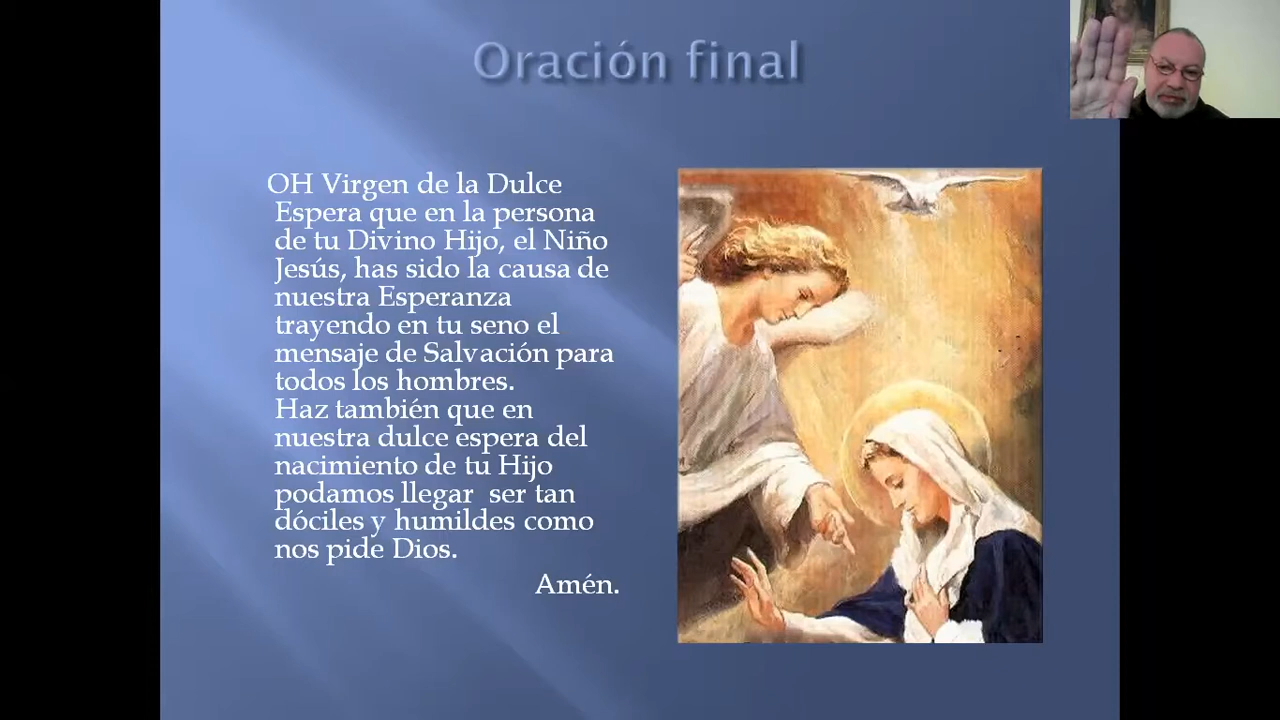 Oración final
OH Virgen de la Dulce
Espera que en la persona
de tu Divino Hijo, el Niño
Jesús, has sido la causa de
nuestra Esperanza
trayendo en tu seno el
mensaje de Salvación para
todos los hombres.
Haz también que en
nuestra dulce espera del
nacimiento de tu Hijo
podamos llegar  ser tan
dóciles y humildes como
nos pide Dios.
Amén.